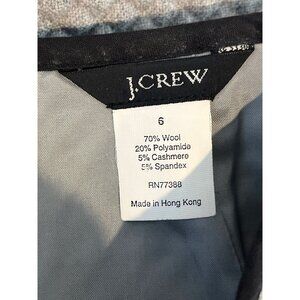 J.CREW
6
70% Wool
20% Polyamide
5% Cashmere
5% Spandex
RN77388
Made in Hong Kong